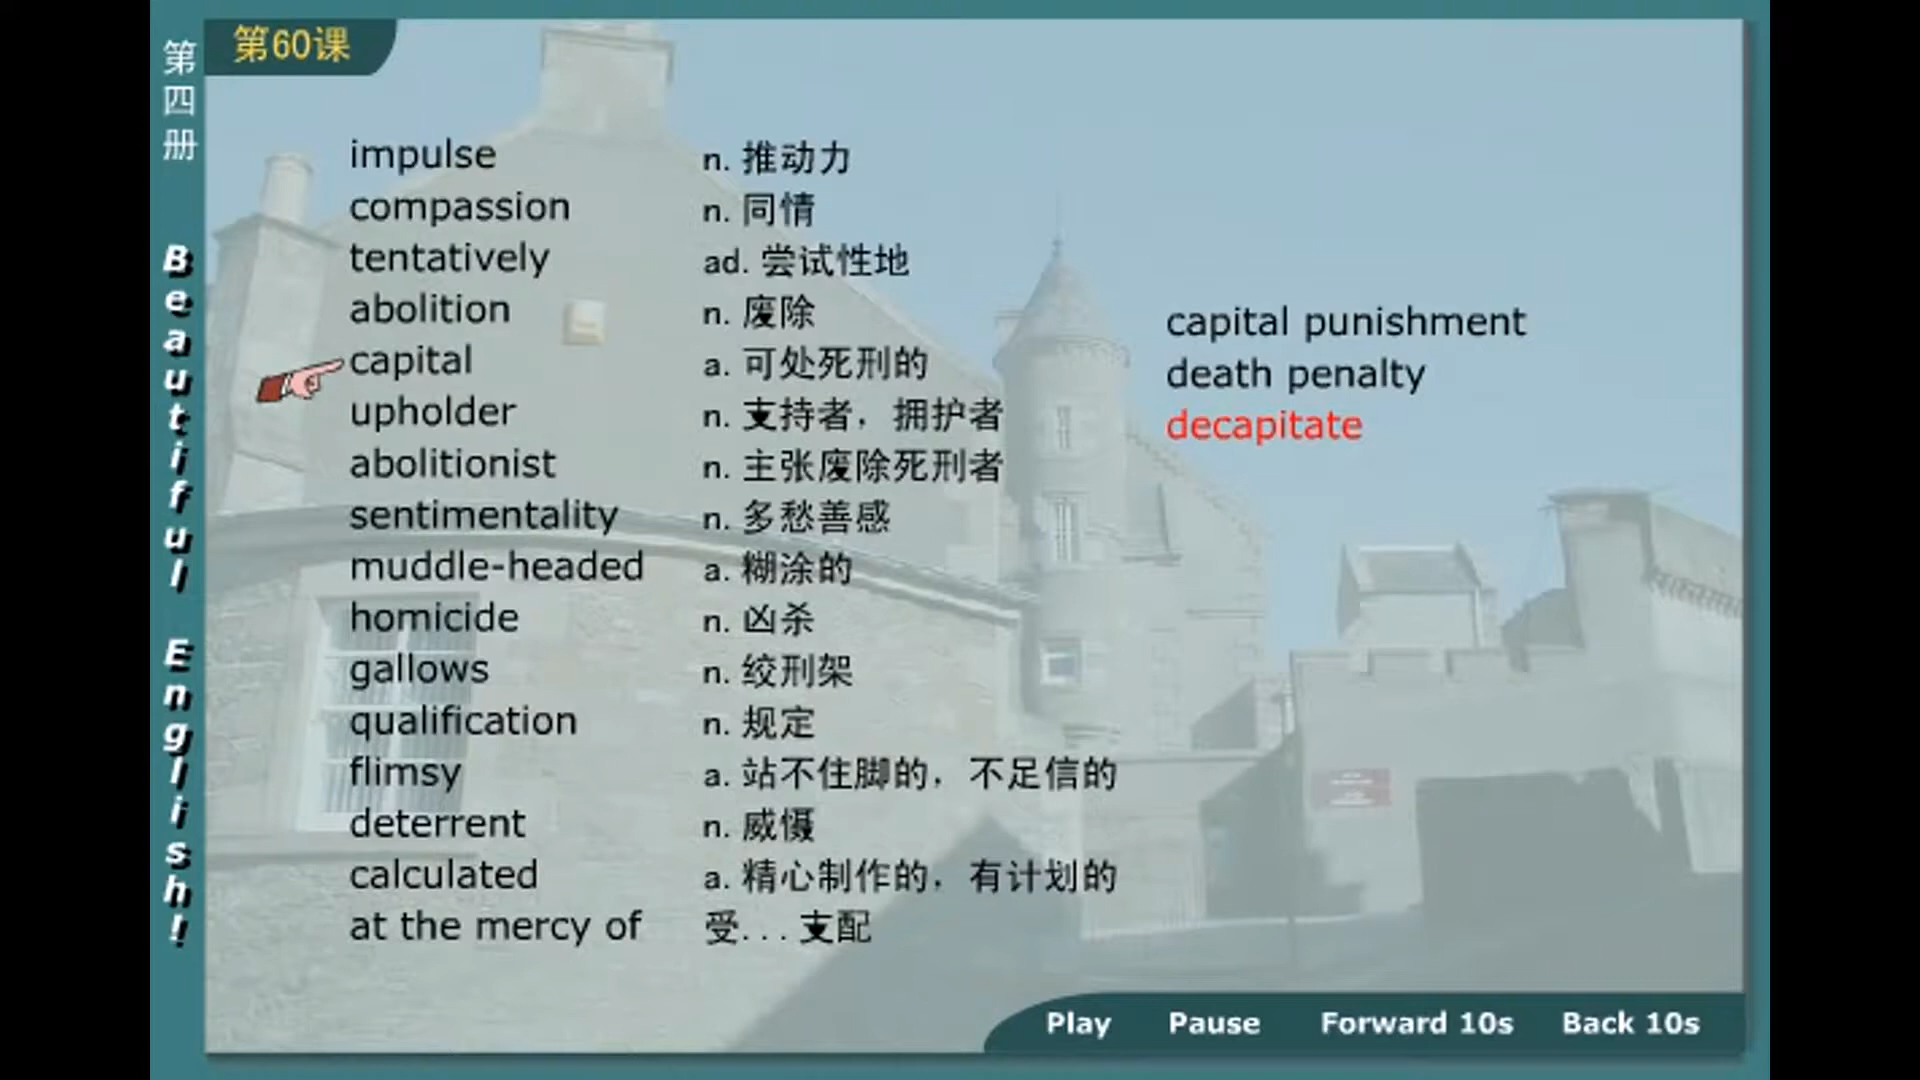 第60课
第四册
Beautiful English!
impulse n. 推动力
compassion n. 同情
tentatively ad. 尝试性地
abolition n. 废除
capital a. 可处死刑的
upholder n. 支持者，拥护者
abolitionist n. 主张废除死刑者
sentimentality n. 多愁善感
muddle-headed a. 糊涂的
homicide n. 凶杀
gallows n. 绞刑架
qualification n. 规定
flimsy a. 站不住脚的，不足信的
deterrent n. 威慑
calculated a. 精心制作的，有计划的
at the mercy of 受...支配
capital punishment
death penalty
decapitate
Play Pause Forward 10s Back 10s